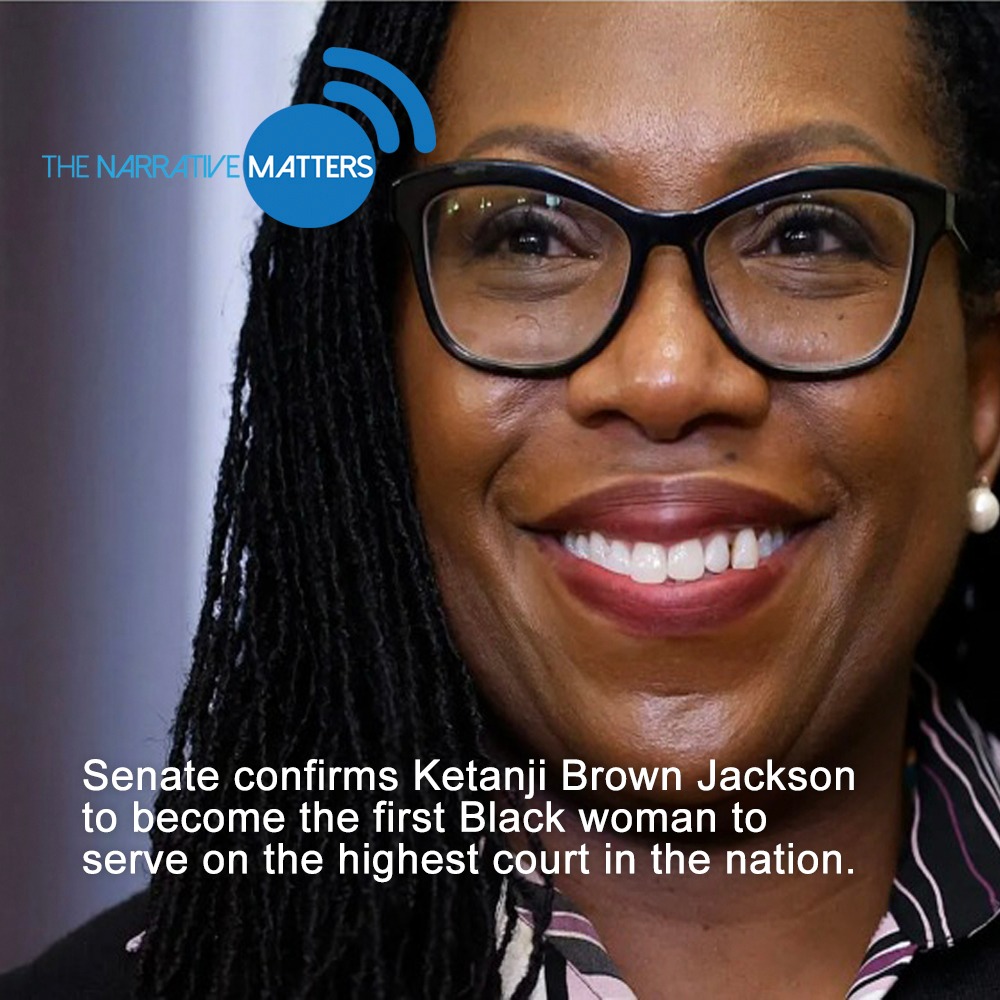 THE NARRATIVE MATTERS
Senate confirms Ketanji Brown Jackson
to become the first Black woman to
serve on the highest court in the nation.